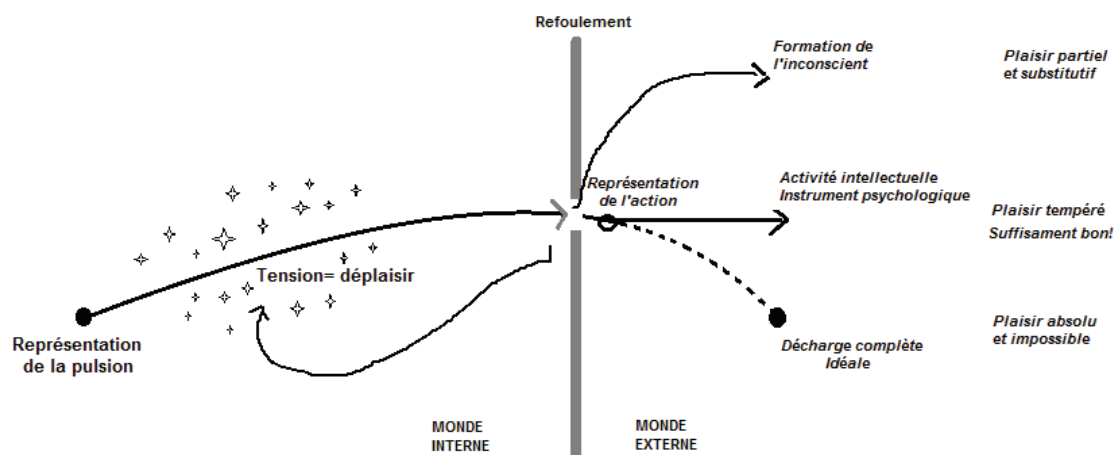 Refoulement
Formation de
l'inconscient
Plaisir partiel
et substitutif
Représentation
de l'action
Activité intellectuelle
Instrument psychologique
Plaisir tempéré
Suffisament bon!
Tension= déplaisir
Représentation
de la pulsion
Décharge complète
Idéale
Plaisir absolu
et impossible
MONDE
INTERNE
MONDE
EXTERNE